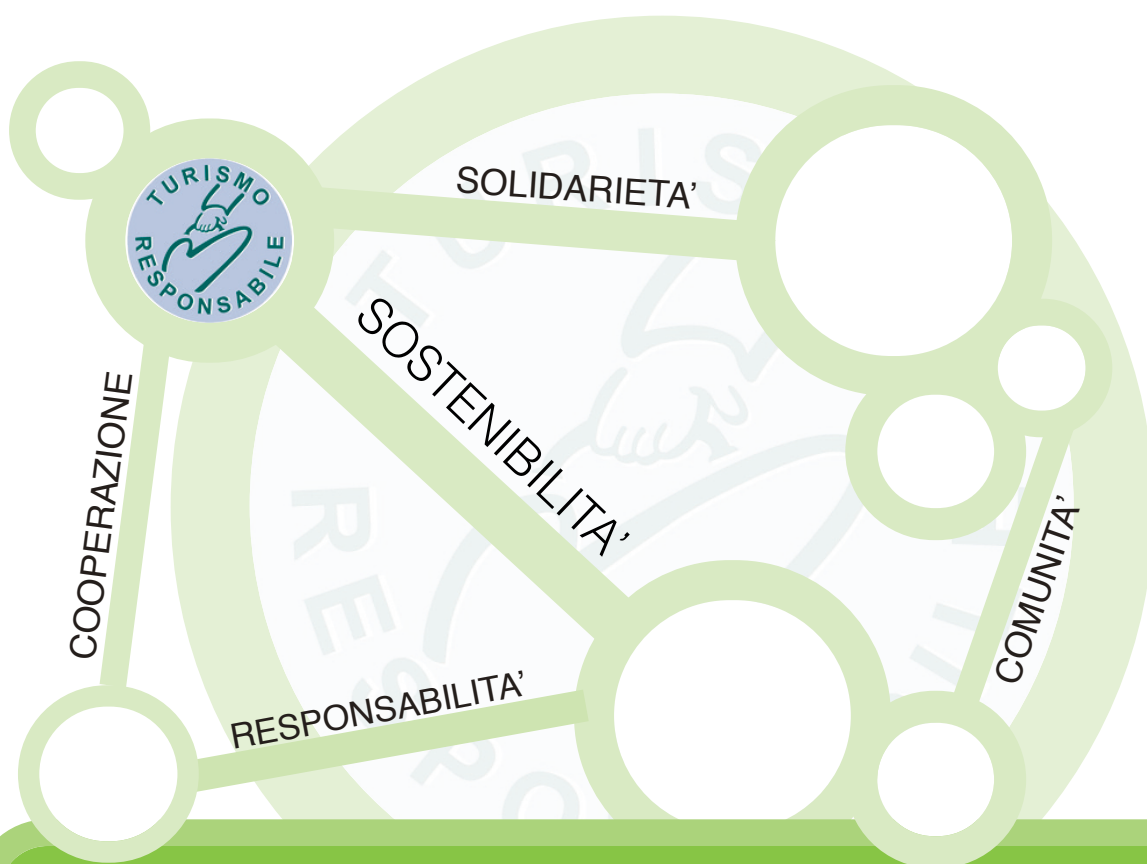 TURISMO
RESPONSABILE
SOLIDARIETA’
SOSTENIBILITA’
COOPERAZIONE
COMUNITA’
RESPONSABILITA’